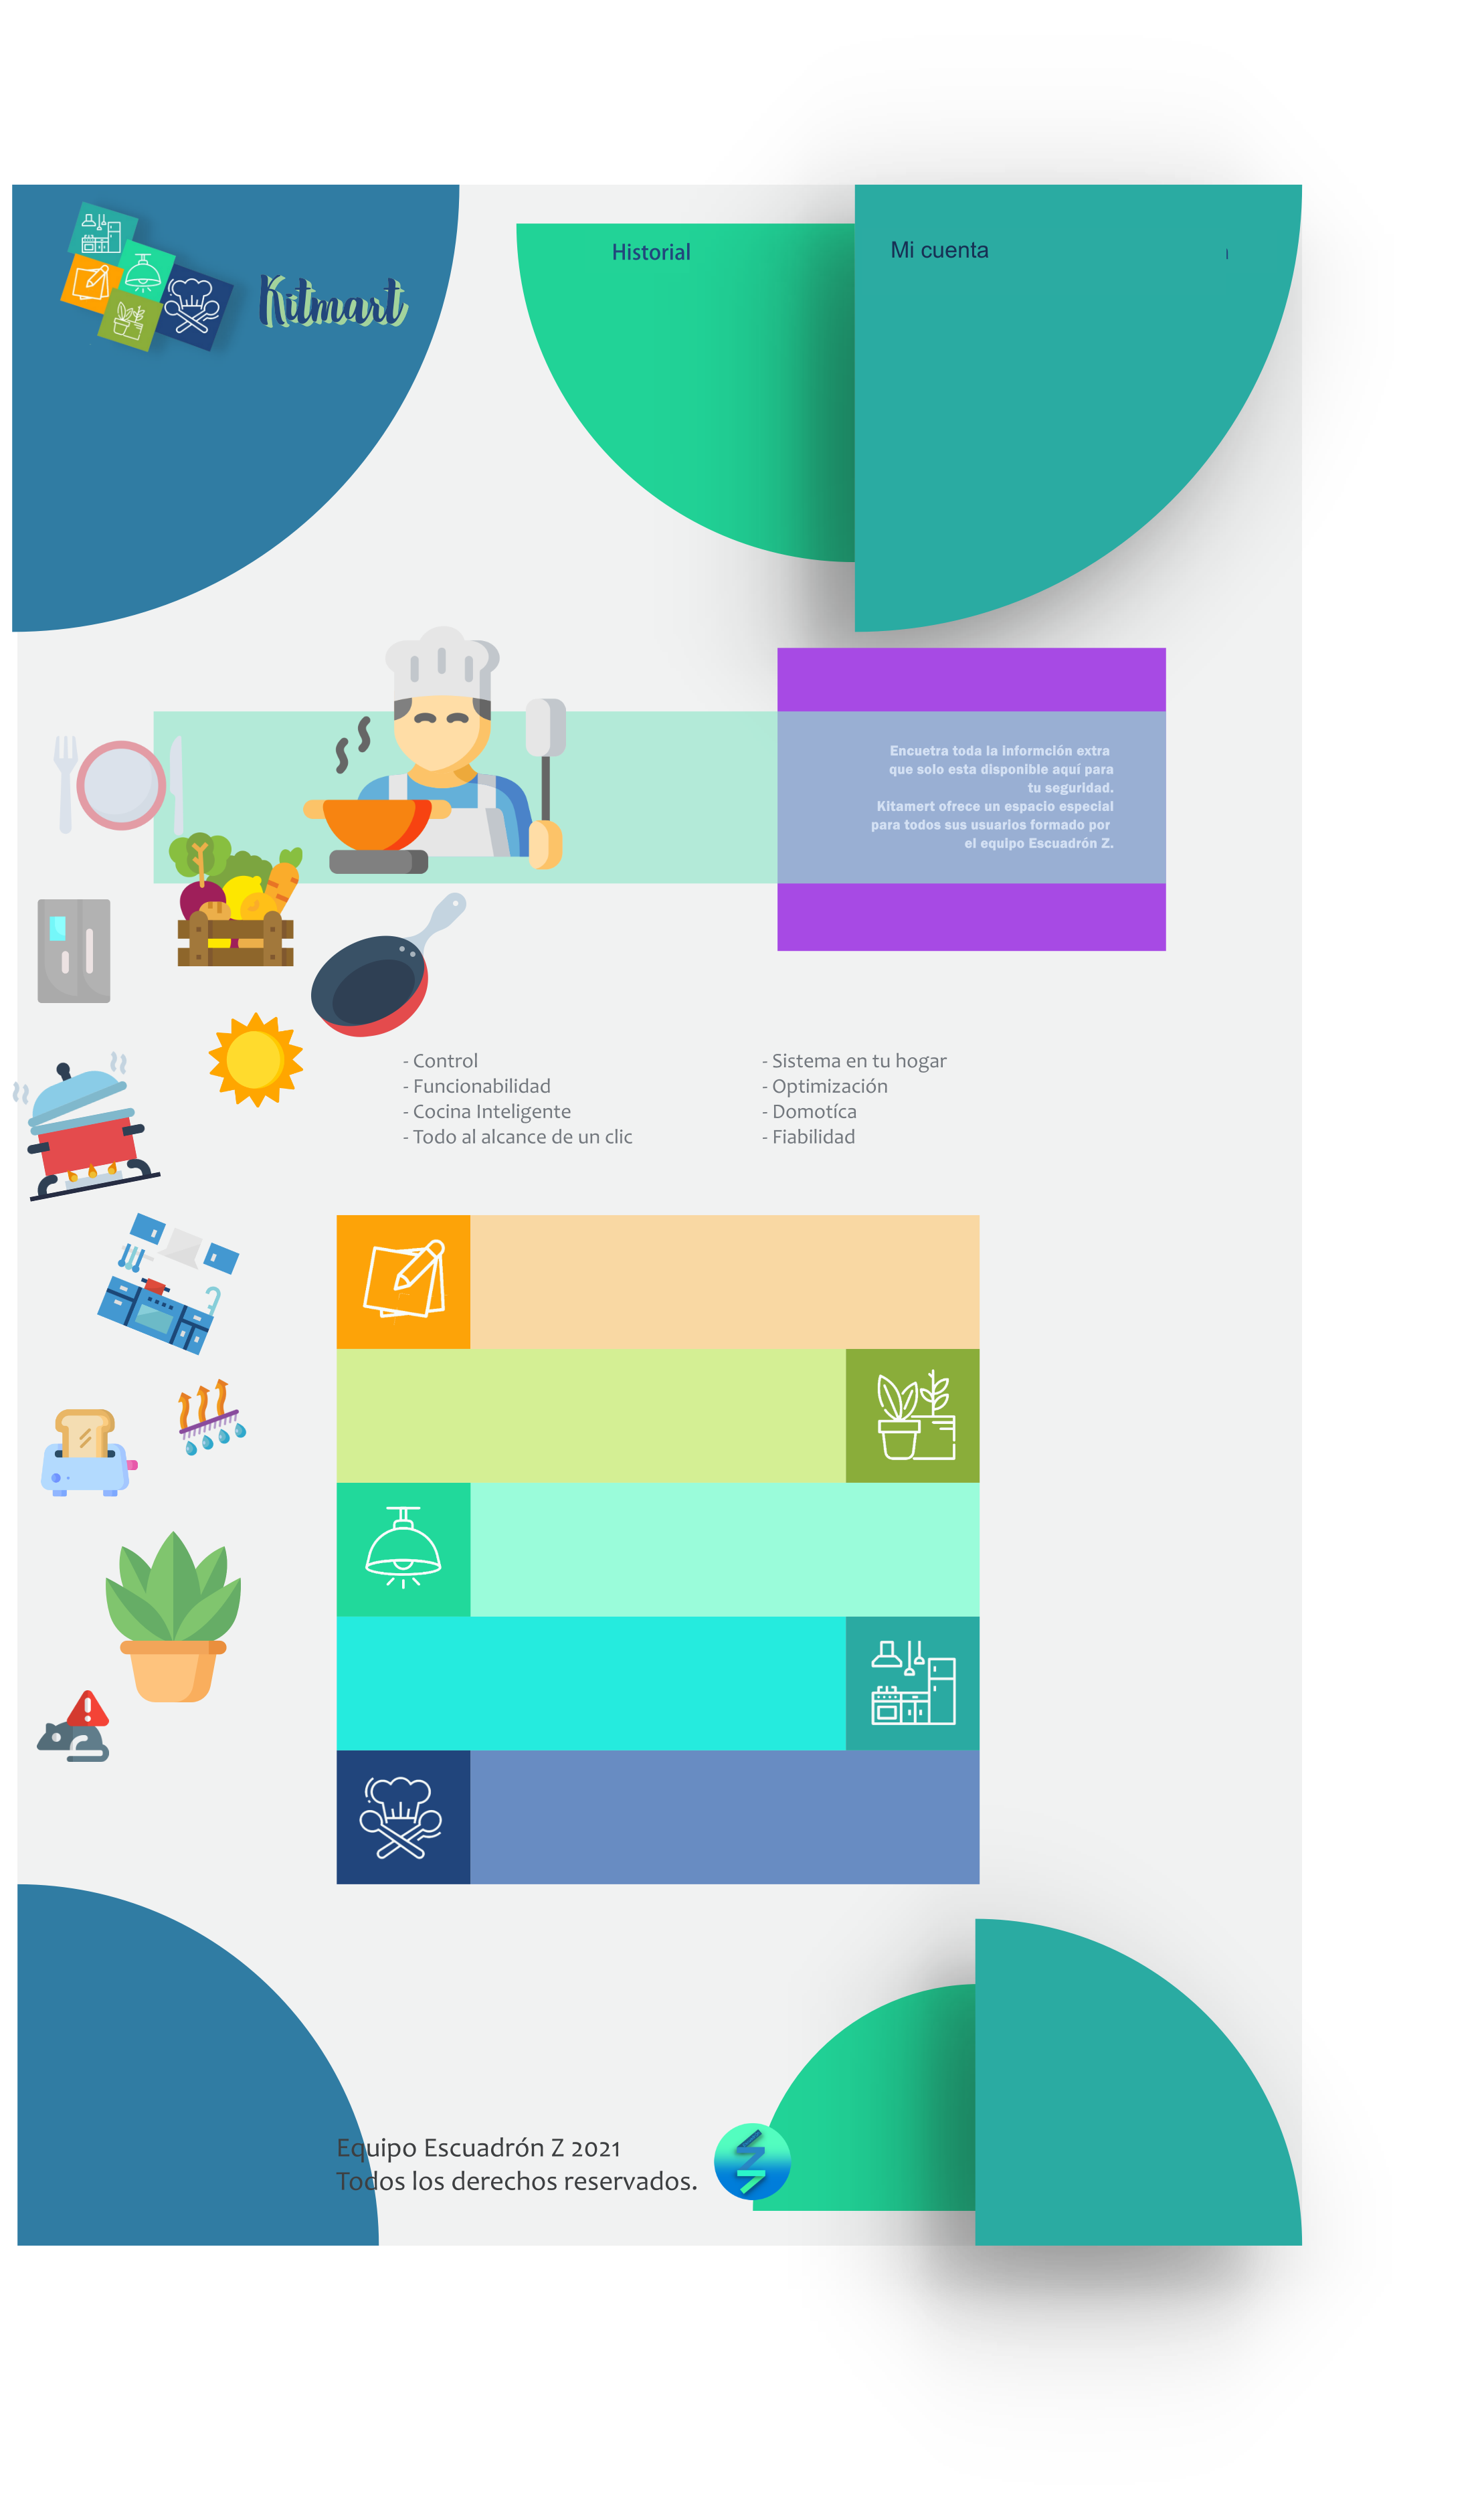 Kitmart
Historial
Mi cuenta
Encuetra toda la informción extra
que solo esta disponible aquí para
tu seguridad.
Kitamert ofrece un espacio especial
para todos sus usuarios formado por
el equipo Escuadrón Z.
- Control
- Funcionabilidad
- Cocina Inteligente
- Todo al alcance de un clic
- Sistema en tu hogar
- Optimización
- Domotíca
- Fiabilidad
Equipo Escuadrón Z 2021
Todos los derechos reservados.